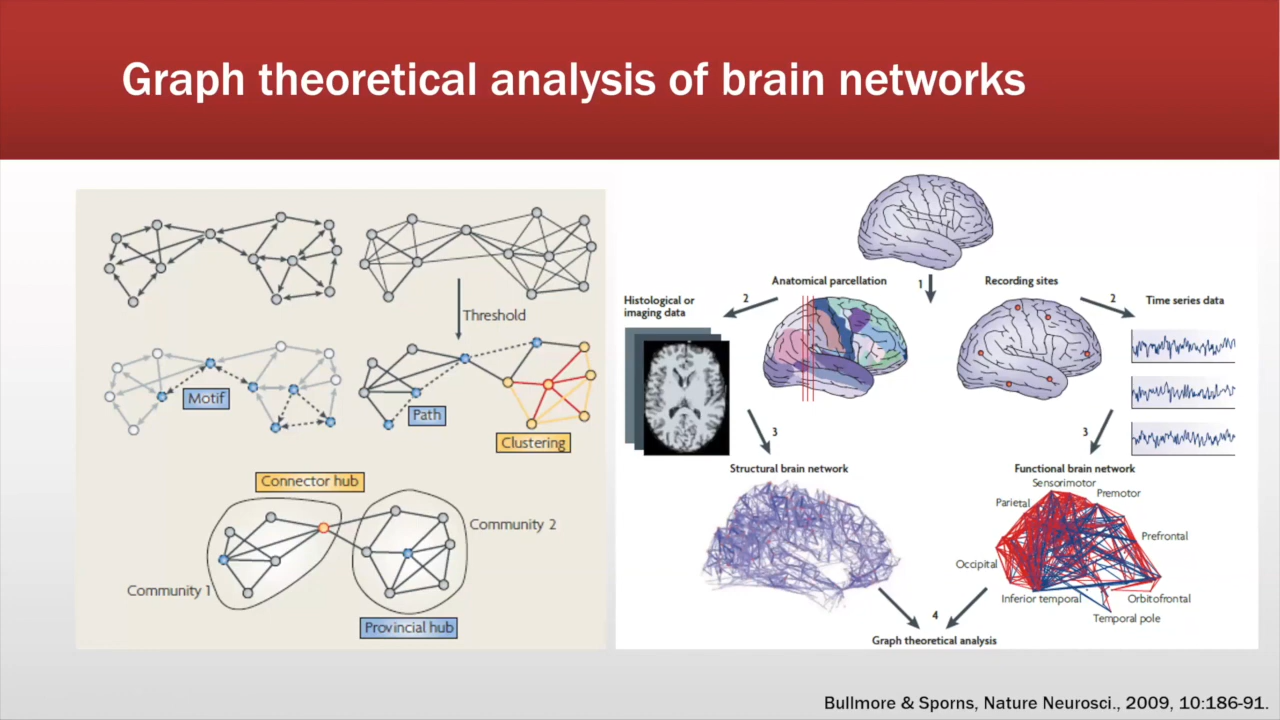 Graph theoretical analysis of brain networks
Threshold
Motif
Path
Clustering
Connector hub
Community 2
Community 1
Provincial hub
Anatomical parcellation
1
Recording sites
Histological or
imaging data
2
2
Time series data
3
3
Structural brain network
Functional brain network
Sensorimotor
Parietal
Premotor
Prefrontal
Occipital
Inferior temporal
Orbitofrontal
Temporal pole
4
Graph theoretical analysis
Bullmore & Sporns, Nature Neurosci., 2009, 10:186-91.